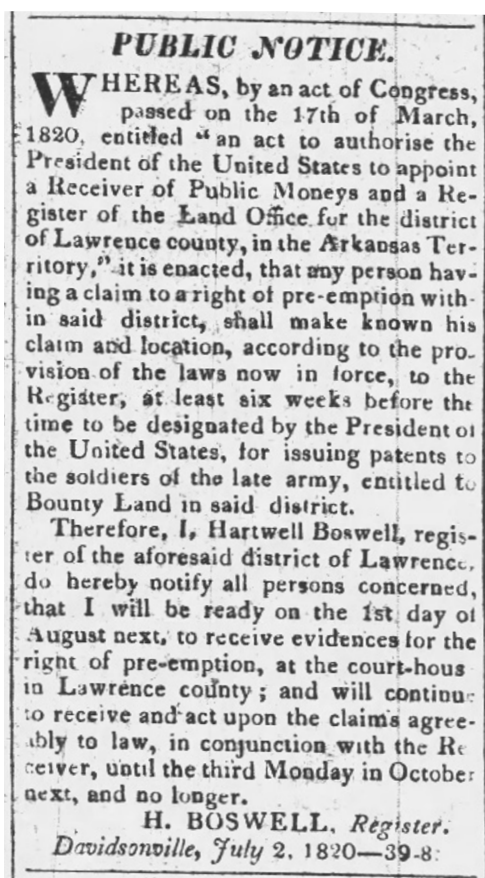 PUBLIC NOTICE.
WHEREAS, by an act of Congress,
passed on the 17th of March,
1820, entitled "an act to authorise the
President of the United States to appoint
a Receiver of Public Moneys and a Re-
gister of the Land Office for the district
of Lawrence county, in the Arkansas Ter-
ritory," it is enacted, that any person hav-
ing a claim to a right of pre-emption with-
in said district, shall make known his
claim and location, according to the pro-
vision of the laws now in force, to the
Register, at least six weeks before the
time to be designated by the President of
the United States, for issuing patents to
the soldiers of the late army, entitled to
Bounty Land in said district.
Therefore, I, Hartwell Boswell, regis-
ter of the aforesaid district of Lawrence,
do hereby notify all persons concerned,
that I will be ready on the 1st day of
August next, to receive evidences for the
right of pre-emption, at the court-hous
in Lawrence county; and will continue
to receive and act upon the claims agree-
ably to law, in conjunction with the Re
ceiver, until the third Monday in October
next, and no longer.
H. BOSWELL, Register.
Davidsonville, July 2, 1820—39-8